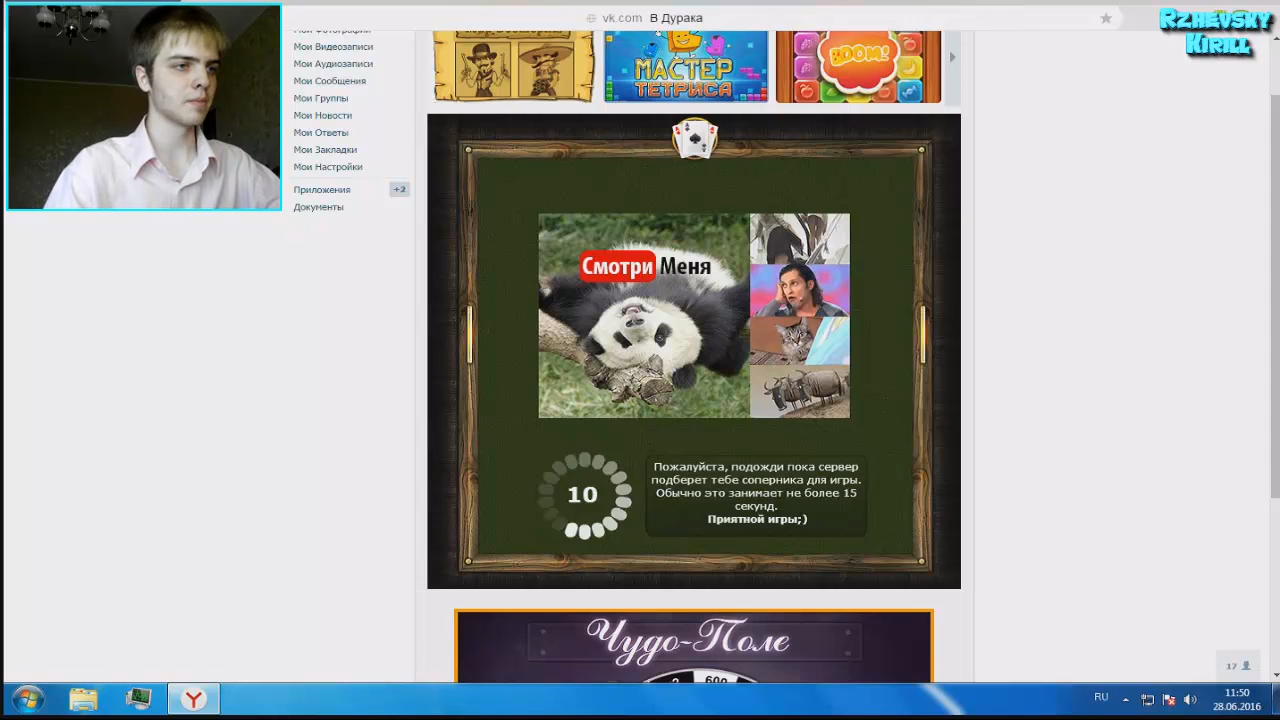 vk.com В Дурака
Rzhevsky
Kirill
Мои Видеозаписи
Мои Аудиозаписи
Мои Сообщения
Мои Группы
Мои Новости
Мои Ответы
Мои Закладки
Мои Настройки
Приложения +2
Документы
МАСТЕР
ТЕТРИСА
BOOM!
Смотри Меня
10
Пожалуйста, подожди пока сервер
подберет тебе соперника для игры.
Обычно это занимает не более 15
секунд.
Приятной игры;)
Чудо-Поле
600
17
RU
11:50
28.06.2016